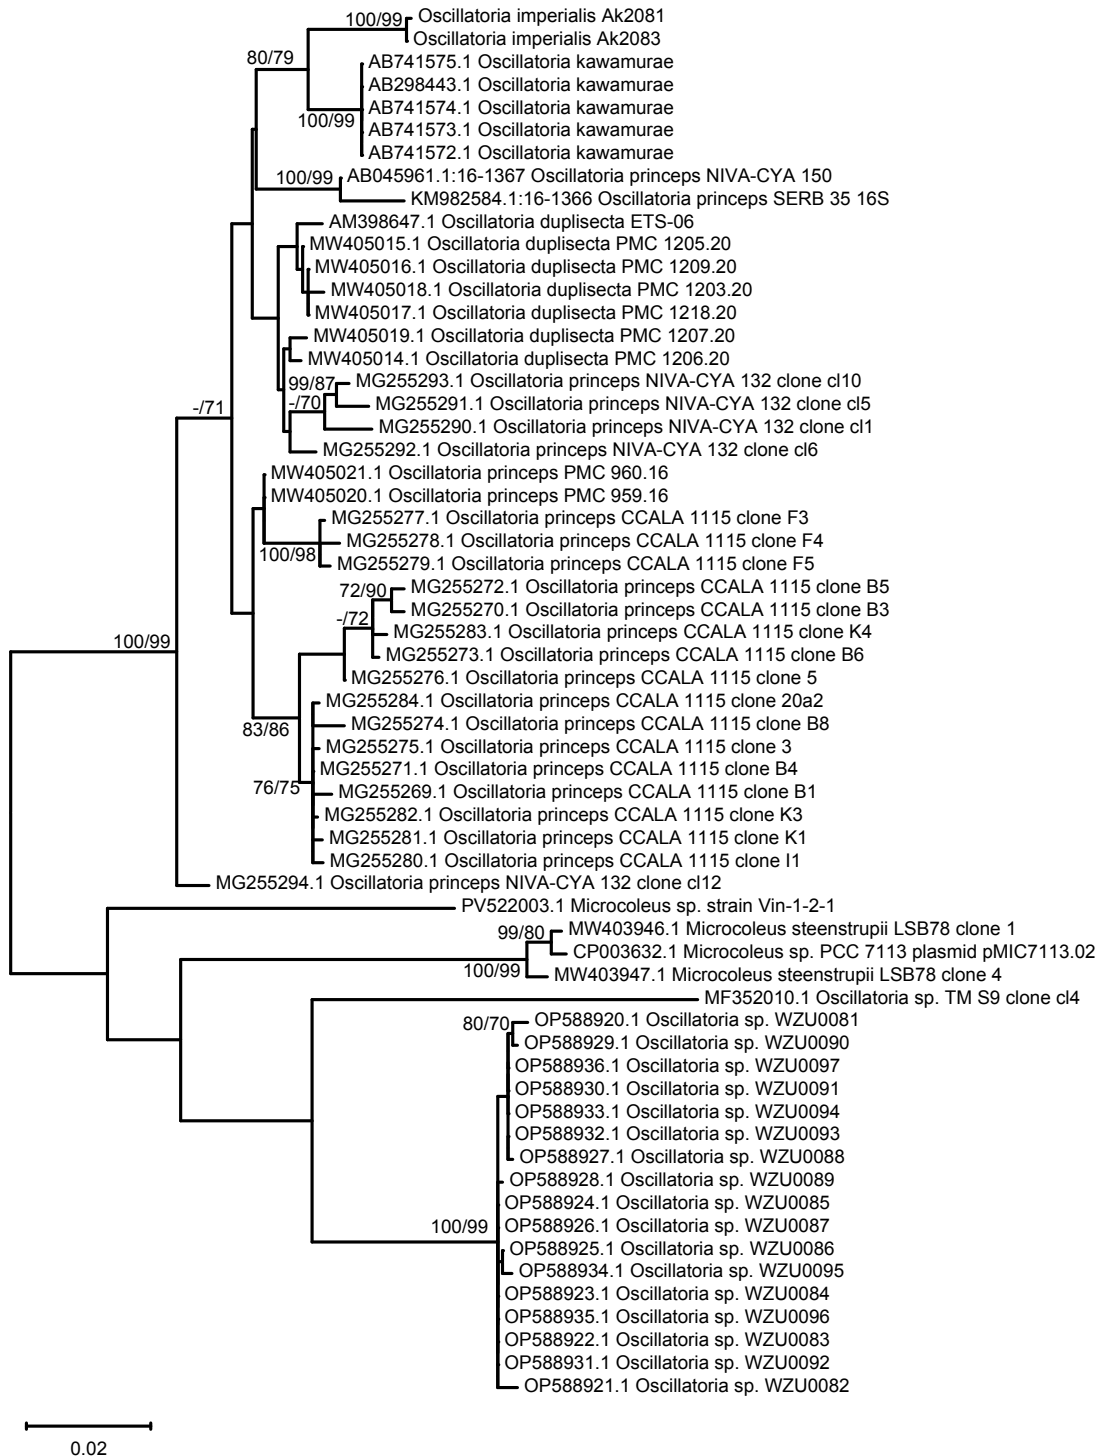 100/99
Oscillatoria imperialis Ak2081
Oscillatoria imperialis Ak2083
80/79
AB741575.1 Oscillatoria kawamurae
AB298443.1 Oscillatoria kawamurae
AB741574.1 Oscillatoria kawamurae
100/99
AB741573.1 Oscillatoria kawamurae
AB741572.1 Oscillatoria kawamurae
100/99
AB045961.1:16-1367 Oscillatoria princeps NIVA-CYA 150
KM982584.1:16-1366 Oscillatoria princeps SERB 35 16S
AM398647.1 Oscillatoria duplisecta ETS-06
MW405015.1 Oscillatoria duplisecta PMC 1205.20
MW405016.1 Oscillatoria duplisecta PMC 1209.20
MW405018.1 Oscillatoria duplisecta PMC 1203.20
MW405017.1 Oscillatoria duplisecta PMC 1218.20
MW405019.1 Oscillatoria duplisecta PMC 1207.20
MW405014.1 Oscillatoria duplisecta PMC 1206.20
99/87
MG255293.1 Oscillatoria princeps NIVA-CYA 132 clone cl10
-/71
-/70
MG255291.1 Oscillatoria princeps NIVA-CYA 132 clone cl5
MG255290.1 Oscillatoria princeps NIVA-CYA 132 clone cl1
MG255292.1 Oscillatoria princeps NIVA-CYA 132 clone cl6
MW405021.1 Oscillatoria princeps PMC 960.16
MW405020.1 Oscillatoria princeps PMC 959.16
MG255277.1 Oscillatoria princeps CCALA 1115 clone F3
MG255278.1 Oscillatoria princeps CCALA 1115 clone F4
100/98
MG255279.1 Oscillatoria princeps CCALA 1115 clone F5
72/90
MG255272.1 Oscillatoria princeps CCALA 1115 clone B5
MG255270.1 Oscillatoria princeps CCALA 1115 clone B3
-/72
MG255283.1 Oscillatoria princeps CCALA 1115 clone K4
100/99
MG255273.1 Oscillatoria princeps CCALA 1115 clone B6
MG255276.1 Oscillatoria princeps CCALA 1115 clone 5
MG255284.1 Oscillatoria princeps CCALA 1115 clone 20a2
83/86
MG255274.1 Oscillatoria princeps CCALA 1115 clone B8
MG255275.1 Oscillatoria princeps CCALA 1115 clone 3
MG255271.1 Oscillatoria princeps CCALA 1115 clone B4
76/75
MG255269.1 Oscillatoria princeps CCALA 1115 clone B1
MG255282.1 Oscillatoria princeps CCALA 1115 clone K3
MG255281.1 Oscillatoria princeps CCALA 1115 clone K1
MG255280.1 Oscillatoria princeps CCALA 1115 clone I1
MG255294.1 Oscillatoria princeps NIVA-CYA 132 clone cl12
PV522003.1 Microcoleus sp. strain Vin-1-2-1
99/80
MW403946.1 Microcoleus steenstrupii LSB78 clone 1
CP003632.1 Microcoleus sp. PCC 7113 plasmid pMIC7113.02
100/99
MW403947.1 Microcoleus steenstrupii LSB78 clone 4
MF352010.1 Oscillatoria sp. TM S9 clone cl4
80/70
OP588920.1 Oscillatoria sp. WZU0081
OP588929.1 Oscillatoria sp. WZU0090
OP588936.1 Oscillatoria sp. WZU0097
OP588930.1 Oscillatoria sp. WZU0091
OP588933.1 Oscillatoria sp. WZU0094
OP588932.1 Oscillatoria sp. WZU0093
OP588927.1 Oscillatoria sp. WZU0088
OP588928.1 Oscillatoria sp. WZU0089
OP588924.1 Oscillatoria sp. WZU0085
100/99
OP588926.1 Oscillatoria sp. WZU0087
OP588925.1 Oscillatoria sp. WZU0086
OP588934.1 Oscillatoria sp. WZU0095
OP588923.1 Oscillatoria sp. WZU0084
OP588935.1 Oscillatoria sp. WZU0096
OP588922.1 Oscillatoria sp. WZU0083
OP588931.1 Oscillatoria sp. WZU0092
OP588921.1 Oscillatoria sp. WZU0082
0.02